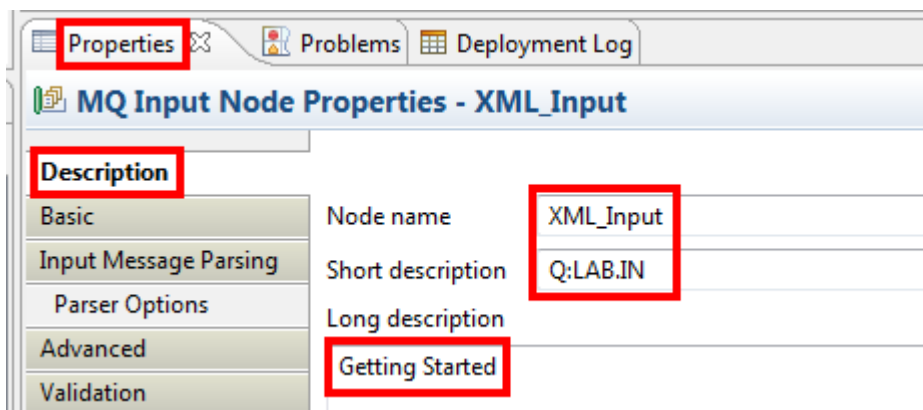 Properties Problems Deployment Log
MQ Input Node Properties - XML_Input
Description
Basic
Node name XML_Input
Input Message Parsing
Short description Q:LAB.IN
Parser Options
Long description
Advanced
Getting Started
Validation